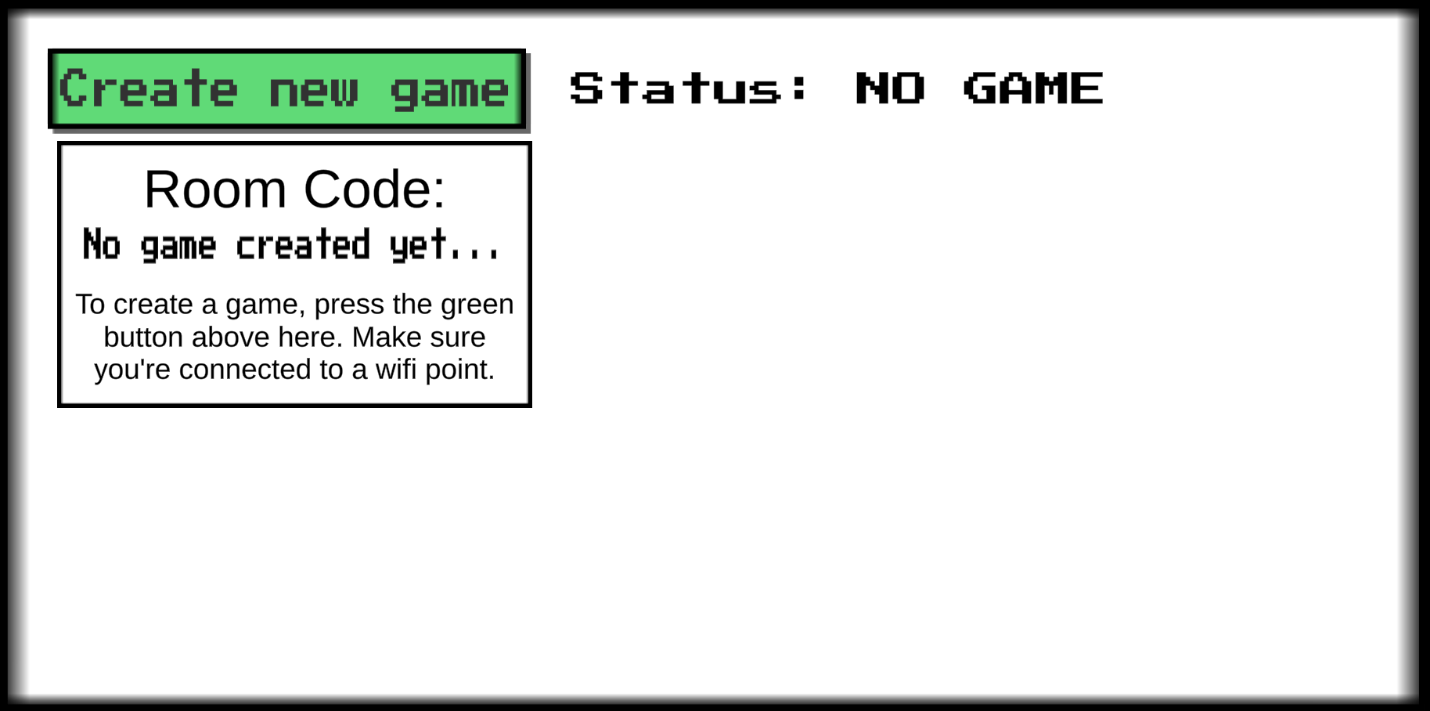 Create new game
Status: NO GAME
Room Code:
No game created yet...
To create a game, press the green
button above here. Make sure
you're connected to a wifi point.